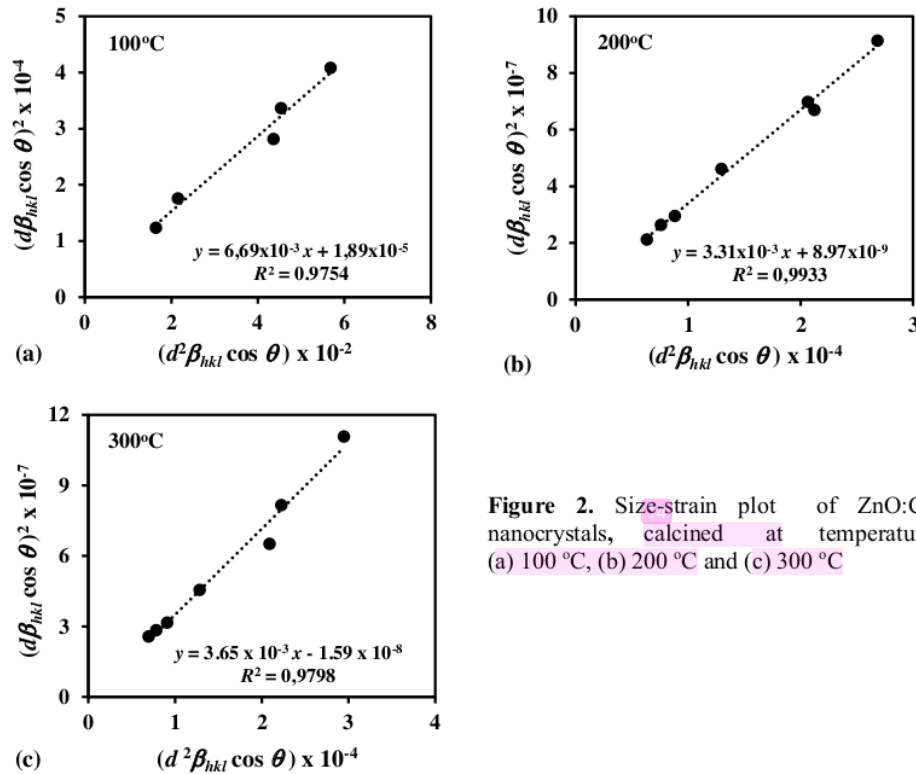 5
4
3
2
1
0
0 2 4 6 8
100°C
(dβhkl cos θ)² x 10⁻⁴
y = 6,69x10⁻³ x + 1,89x10⁻⁵
R² = 0.9754
(a)
(d²βhkl cos θ) x 10⁻²
10
8
6
4
2
0
0 1 2 3
200°C
(dβhkl cos θ)² x 10⁻⁷
y = 3.31x10⁻³ x + 8.97x10⁻⁹
R² = 0,9933
(b)
(d²βhkl cos θ) x 10⁻⁴
12
9
6
3
0
0 1 2 3 4
300°C
(dβhkl cos θ)² x 10⁻⁷
y = 3.65 x 10⁻³ x - 1.59 x 10⁻⁸
R² = 0,9798
(c)
(d ²βhkl cos θ) x 10⁻⁴
Figure 2. Size-strain plot of ZnO:
nanocrystals, calcined at temperatu
(a) 100 °C, (b) 200 °C and (c) 300 °C